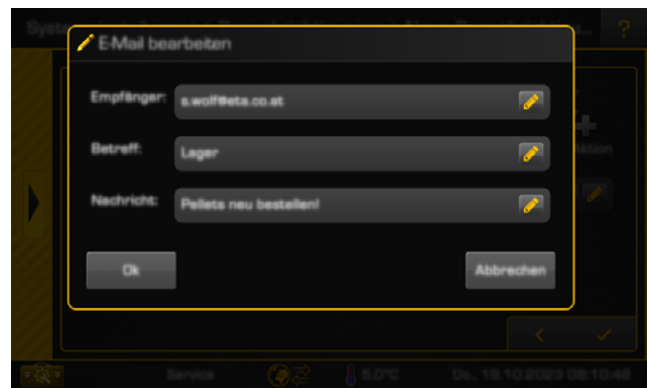 ?
E-Mail bearbeiten
Empfänger: s.wolf@eta.co.at
Betreff: Lager
Aktion
Nachricht: Pellets neu bestellen!
Ok Abbrechen
Service 5,0°C Do., 19.10.2023 08:10:48